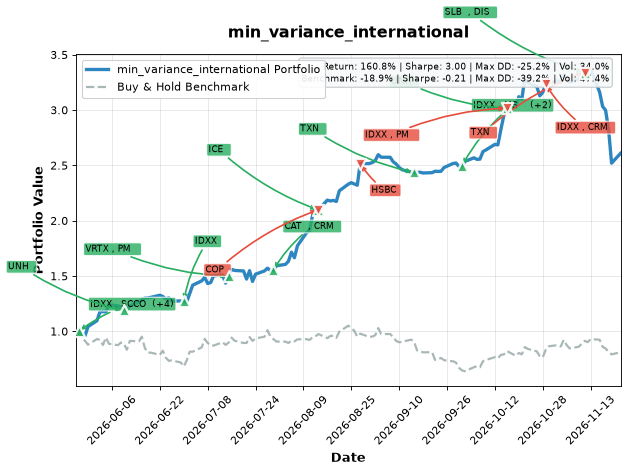 SLB , DIS
min_variance_international
min_variance_international Portfolio
Buy & Hold Benchmark
Return: 160.8% | Sharpe: 3.00 | Max DD: -25.2% | Vol: 34.0%
Benchmark: -18.9% | Sharpe: -0.21 | Max DD: -39.2% | Vol:
IDXX
(+2)
TXN
IDXX , PM
TXN
IDXX , CRM
ICE
HSBC
CAT , CRM
IDXX
VRTX , PM
COP
UNH
IDXX
CO (+4)
3.5
3.0
2.5
2.0
1.5
1.0
Portfolio Value
2026-06-06
2026-06-22
2026-07-08
2026-07-24
2026-08-09
2026-08-25
2026-09-10
2026-09-26
2026-10-12
2026-10-28
2026-11-13
Date